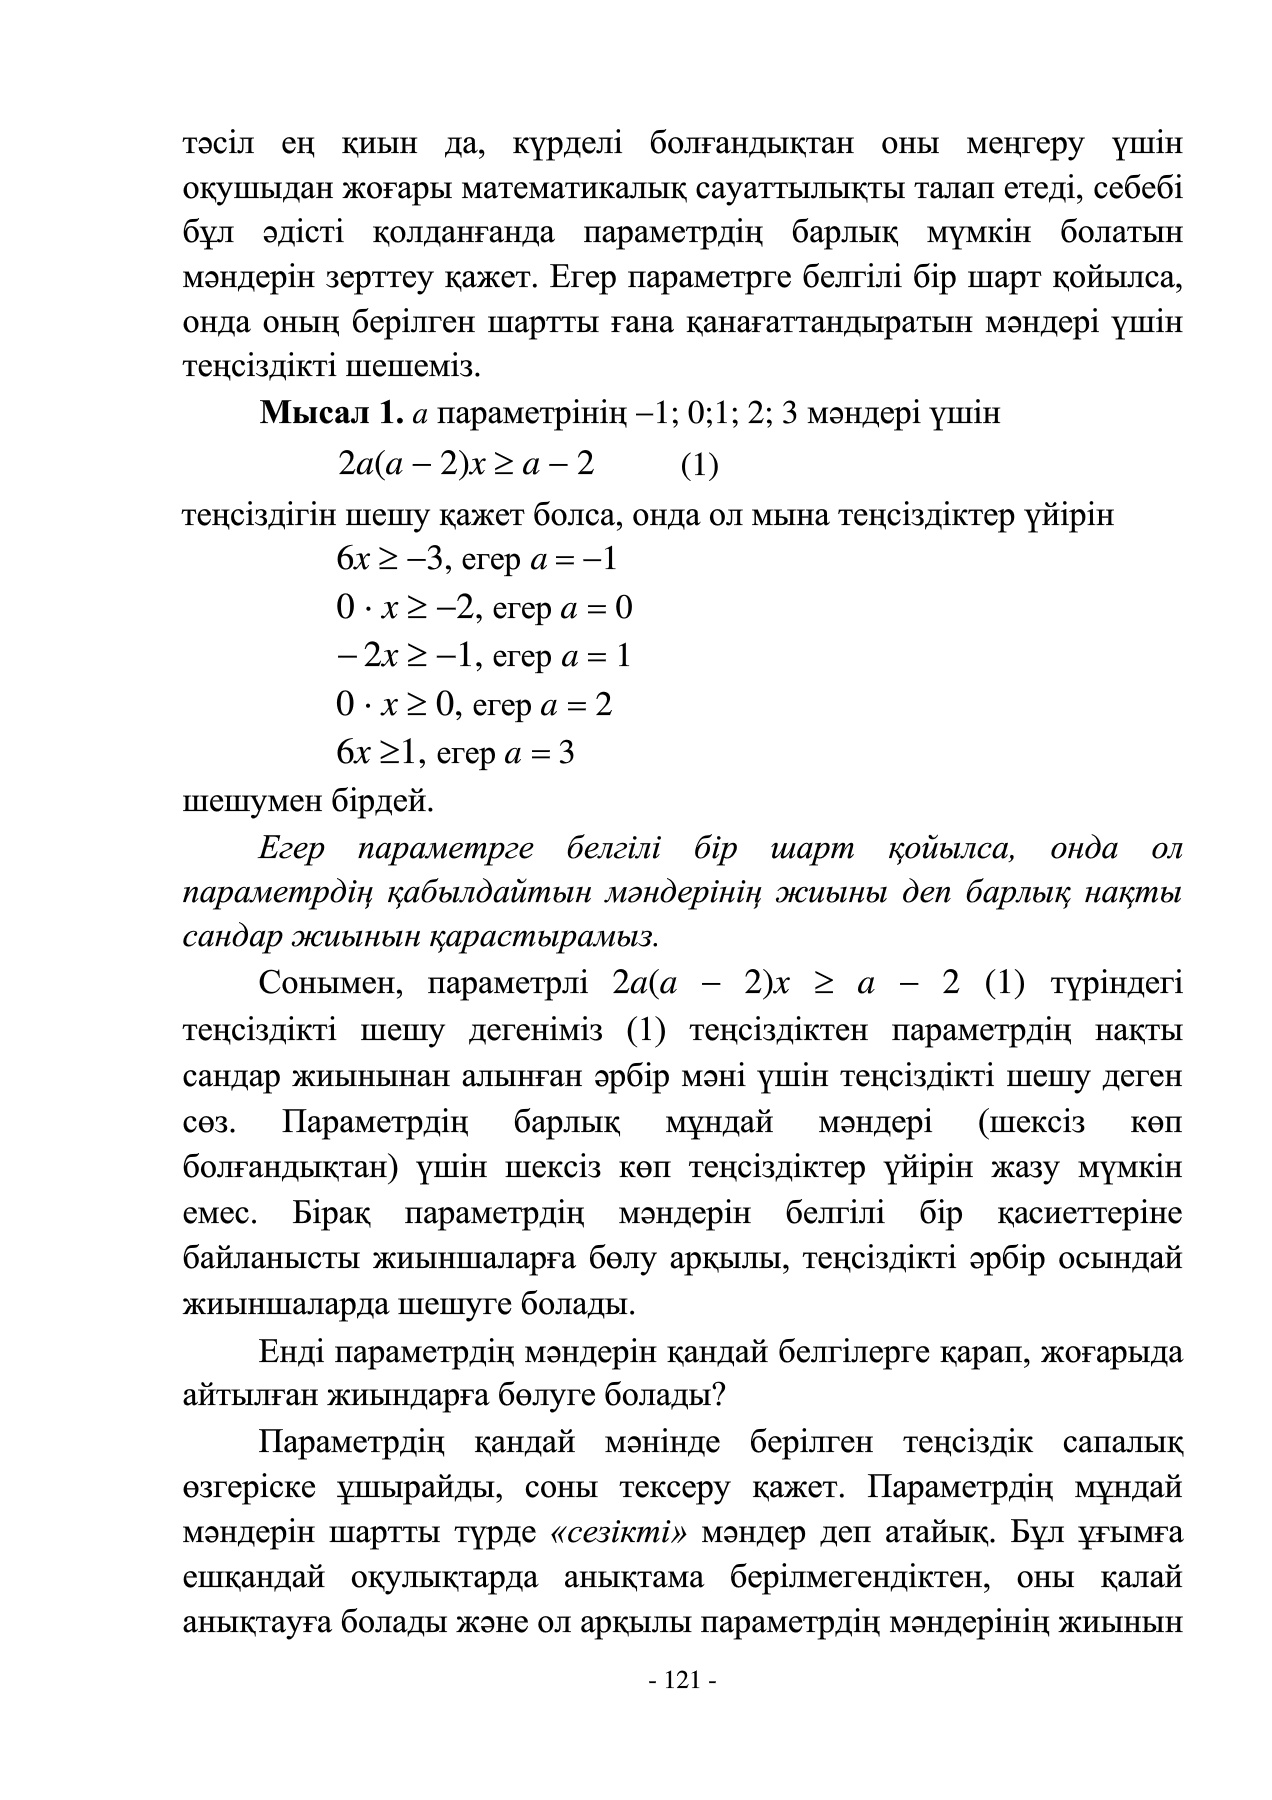 тәсіл ең қиын да, күрделі болғандықтан оны меңгеру үшін
оқушыдан жоғары математикалық сауаттылықты талап етеді, себебі
бұл әдісті қолданғанда параметрдің барлық мүмкін болатын
мәндерін зерттеу қажет. Егер параметрге белгілі бір шарт қойылса,
онда оның берілген шартты ғана қанағаттандыратын мәндері үшін
теңсіздікті шешеміз.
Мысал 1. a параметрінің –1; 0;1; 2; 3 мәндері үшін
2a(a − 2)x ≥ a − 2 (1)
теңсіздігін шешу қажет болса, онда ол мына теңсіздіктер үйірін
6x ≥ −3, егер a = −1
0 · x ≥ −2, егер a = 0
− 2x ≥ −1, егер a = 1
0 · x ≥ 0, егер a = 2
6x ≥1, егер a = 3
шешумен бірдей.
Егер параметрге белгілі бір шарт қойылса, онда ол
параметрдің қабылдайтын мәндерінің жиыны деп барлық нақты
сандар жиынын қарастырамыз.
Сонымен, параметрлі 2a(a − 2)x ≥ a − 2 (1) түріндегі
теңсіздікті шешу дегеніміз (1) теңсіздіктен параметрдің нақты
сандар жиынынан алынған әрбір мәні үшін теңсіздікті шешу деген
сөз. Параметрдің барлық мұндай мәндері (шексіз көп
болғандықтан) үшін шексіз көп теңсіздіктер үйірін жазу мүмкін
емес. Бірақ параметрдің мәндерін белгілі бір қасиеттеріне
байланысты жиыншаларға бөлу арқылы, теңсіздікті әрбір осындай
жиыншаларда шешуге болады.
Енді параметрдің мәндерін қандай белгілерге қарап, жоғарыда
айтылған жиындарға бөлуге болады?
Параметрдің қандай мәнінде берілген теңсіздік сапалық
өзгеріске ұшырайды, соны тексеру қажет. Параметрдің мұндай
мәндерін шартты түрде «сезікті» мәндер деп атайық. Бұл ұғымға
ешқандай оқулықтарда анықтама берілмегендіктен, оны қалай
анықтауға болады және ол арқылы параметрдің мәндерінің жиынын
- 121 -